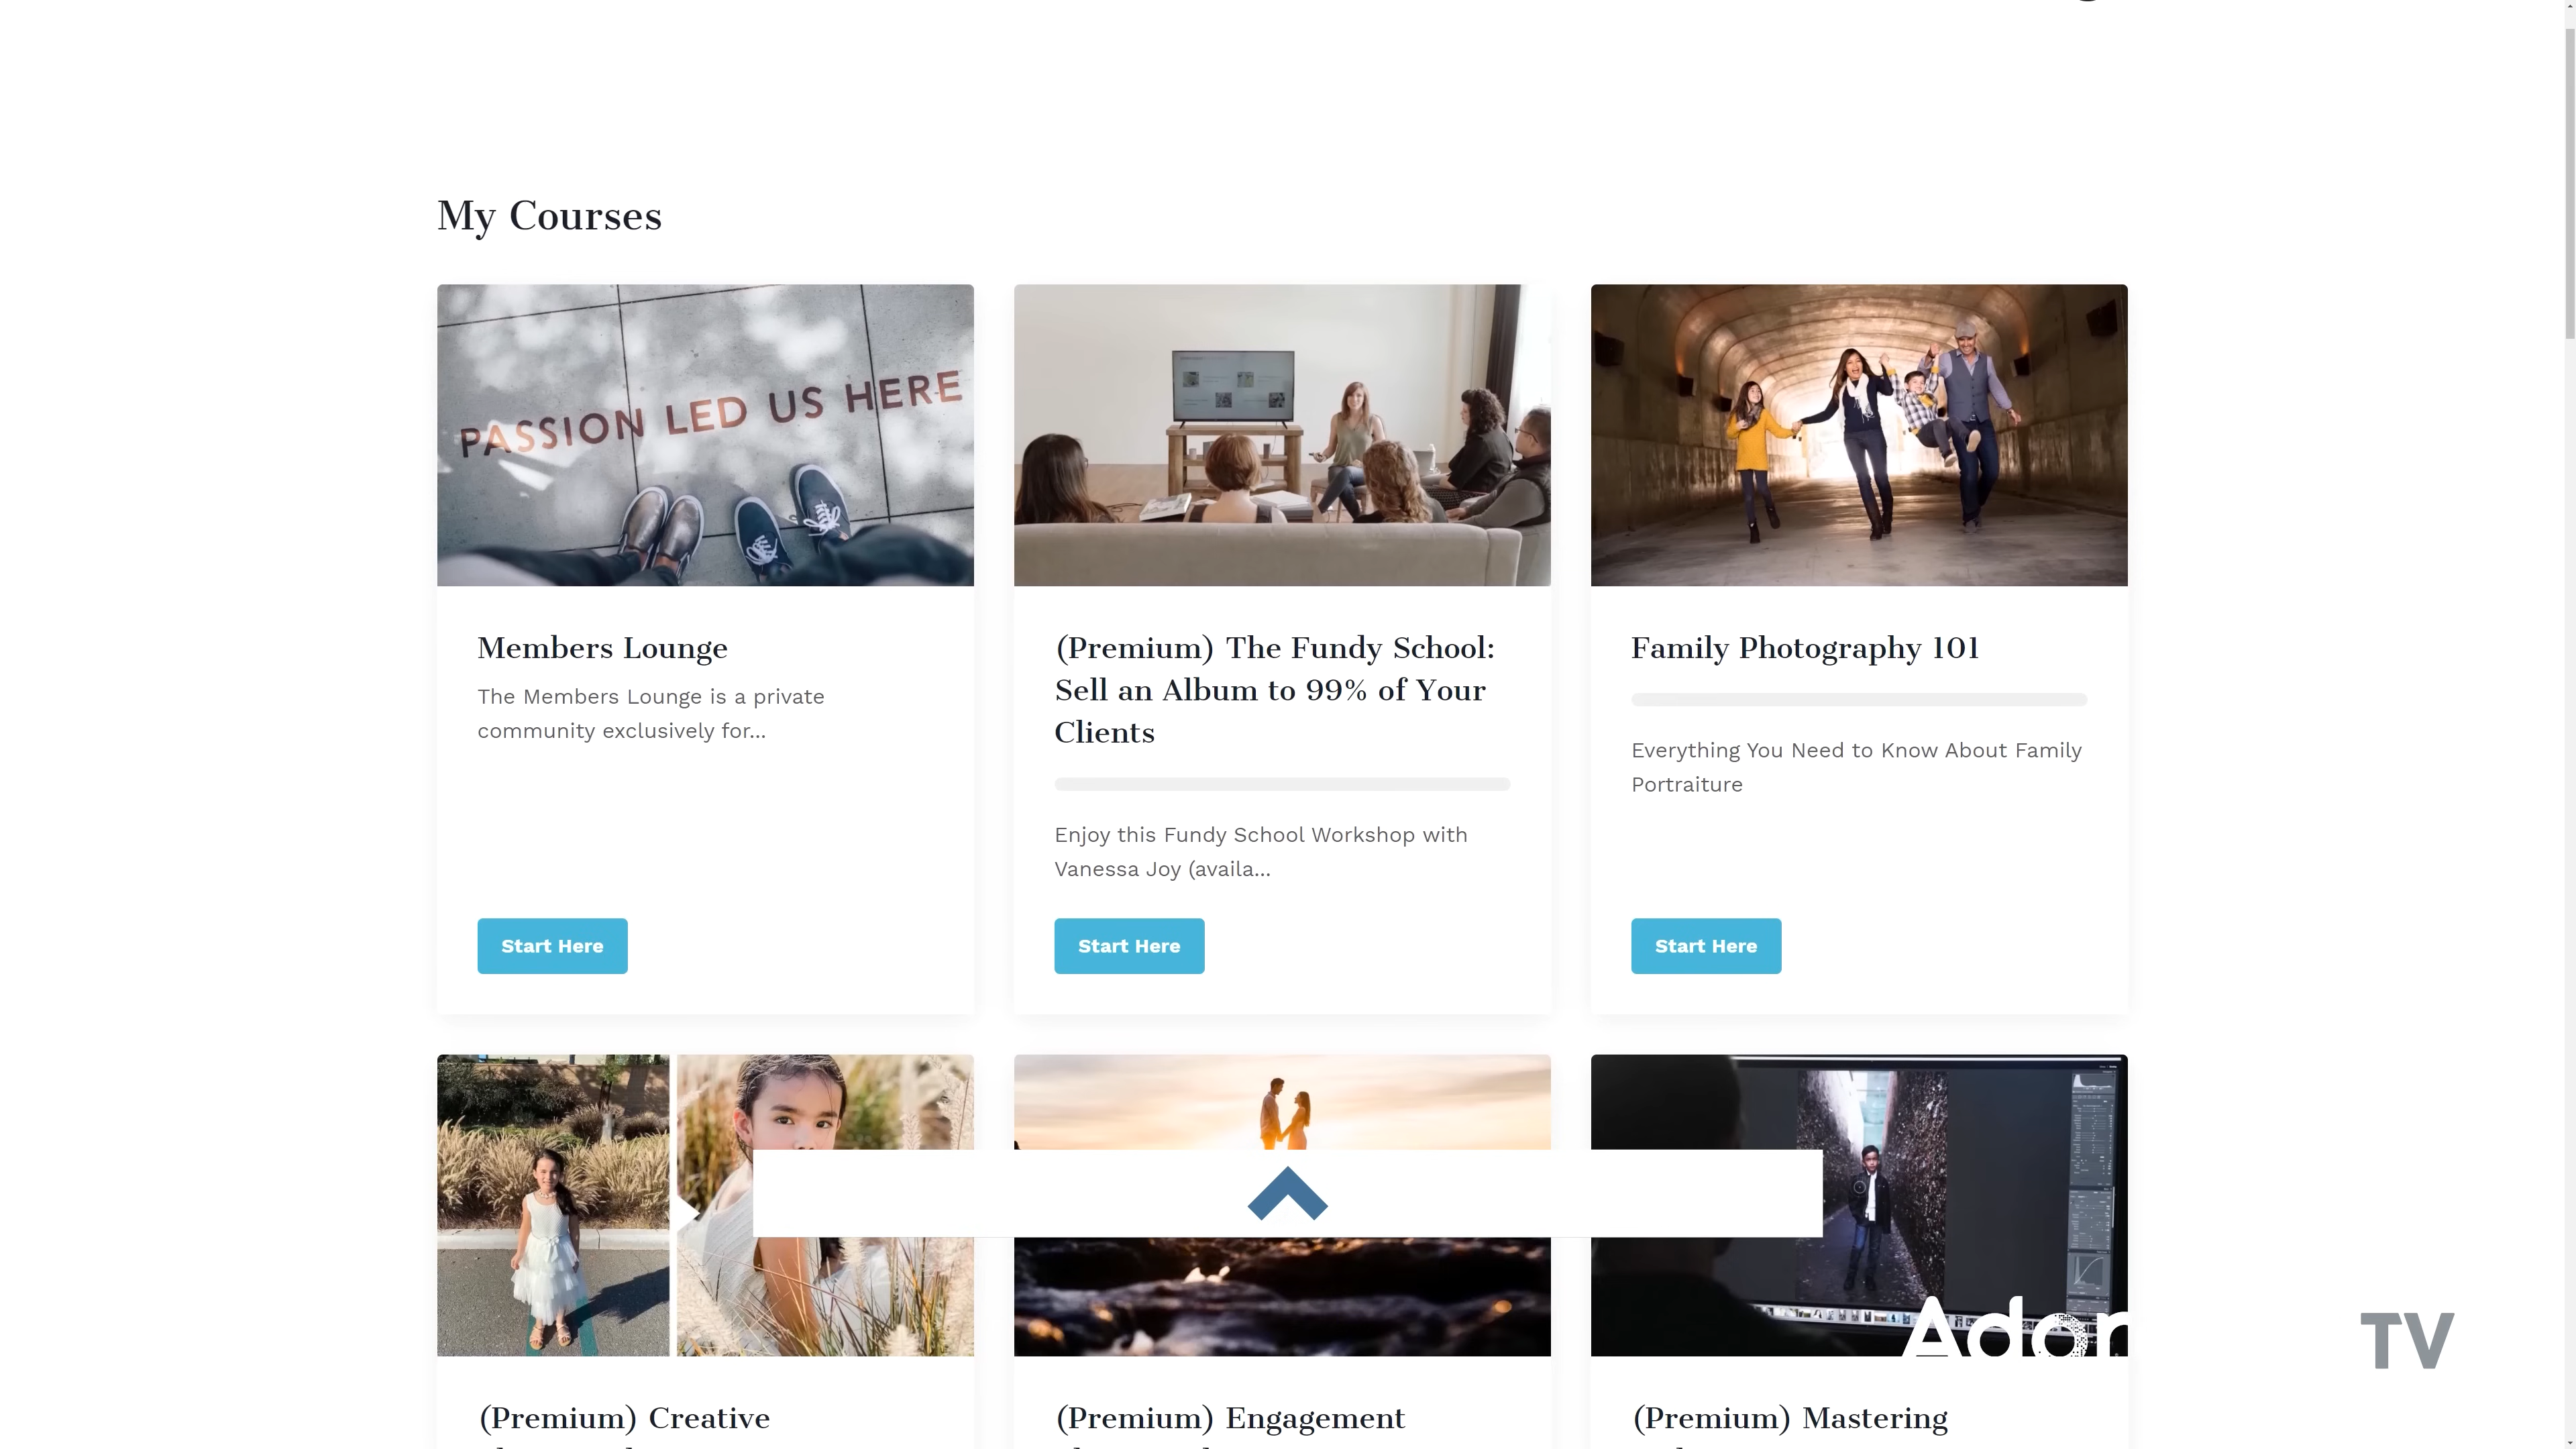 My Courses
PASSION LED US HERE
Members Lounge
The Members Lounge is a private
community exclusively for...
Start Here
(Premium) The Fundy School:
Sell an Album to 99% of Your
Clients
Enjoy this Fundy School Workshop with
Vanessa Joy (availa...
Start Here
Family Photography 101
Everything You Need to Know About Family
Portraiture
Start Here
(Premium) Creative
(Premium) Engagement
(Premium) Mastering
TV